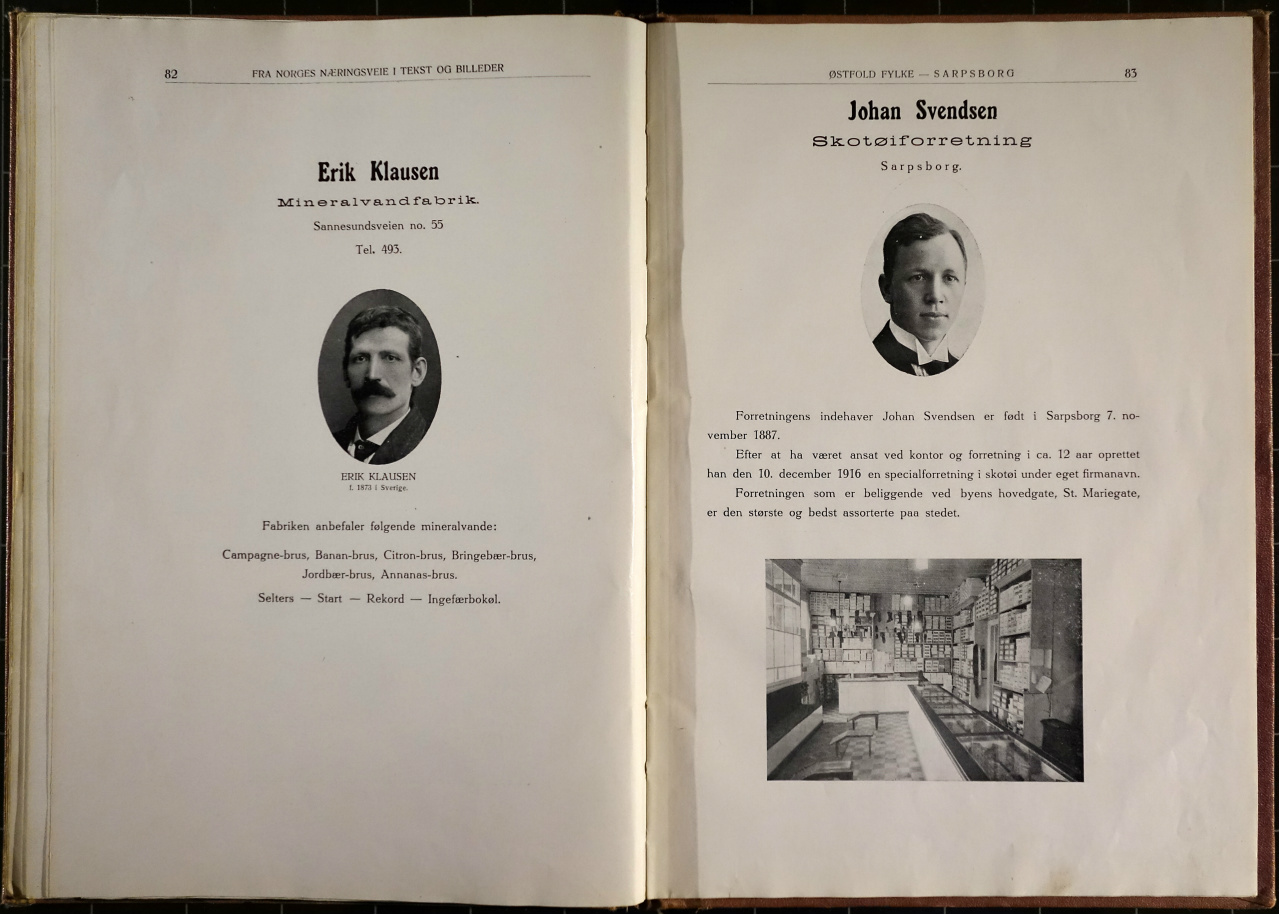 82
FRA NORGES NÆRINGSVEIE I TEKST OG BILLEDER
Erik Klausen
Mineralvandfabrik.
Sannesundsveien no. 55
Tel. 493.
ERIK KLAUSEN
f. 1873 i Sverige.
Fabriken anbefaler følgende mineralvande:
Campagne-brus, Banan-brus, Citron-brus, Bringebær-brus,
Jordbær-brus, Annanas-brus.
Selters — Start — Rekord — Ingefærbokøl.
ØSTFOLD FYLKE — SARPSBORG
83
Johan Svendsen
Skotøiforretning
Sarpsborg.
Forretningens indehaver Johan Svendsen er født i Sarpsborg 7. no-
vember 1887.
Efter at ha været ansat ved kontor og forretning i ca. 12 aar oprettet
han den 10. december 1916 en specialforretning i skotøi under eget firmanavn.
Forretningen som er beliggende ved byens hovedgate, St. Mariegate,
er den største og bedst assorterte paa stedet.